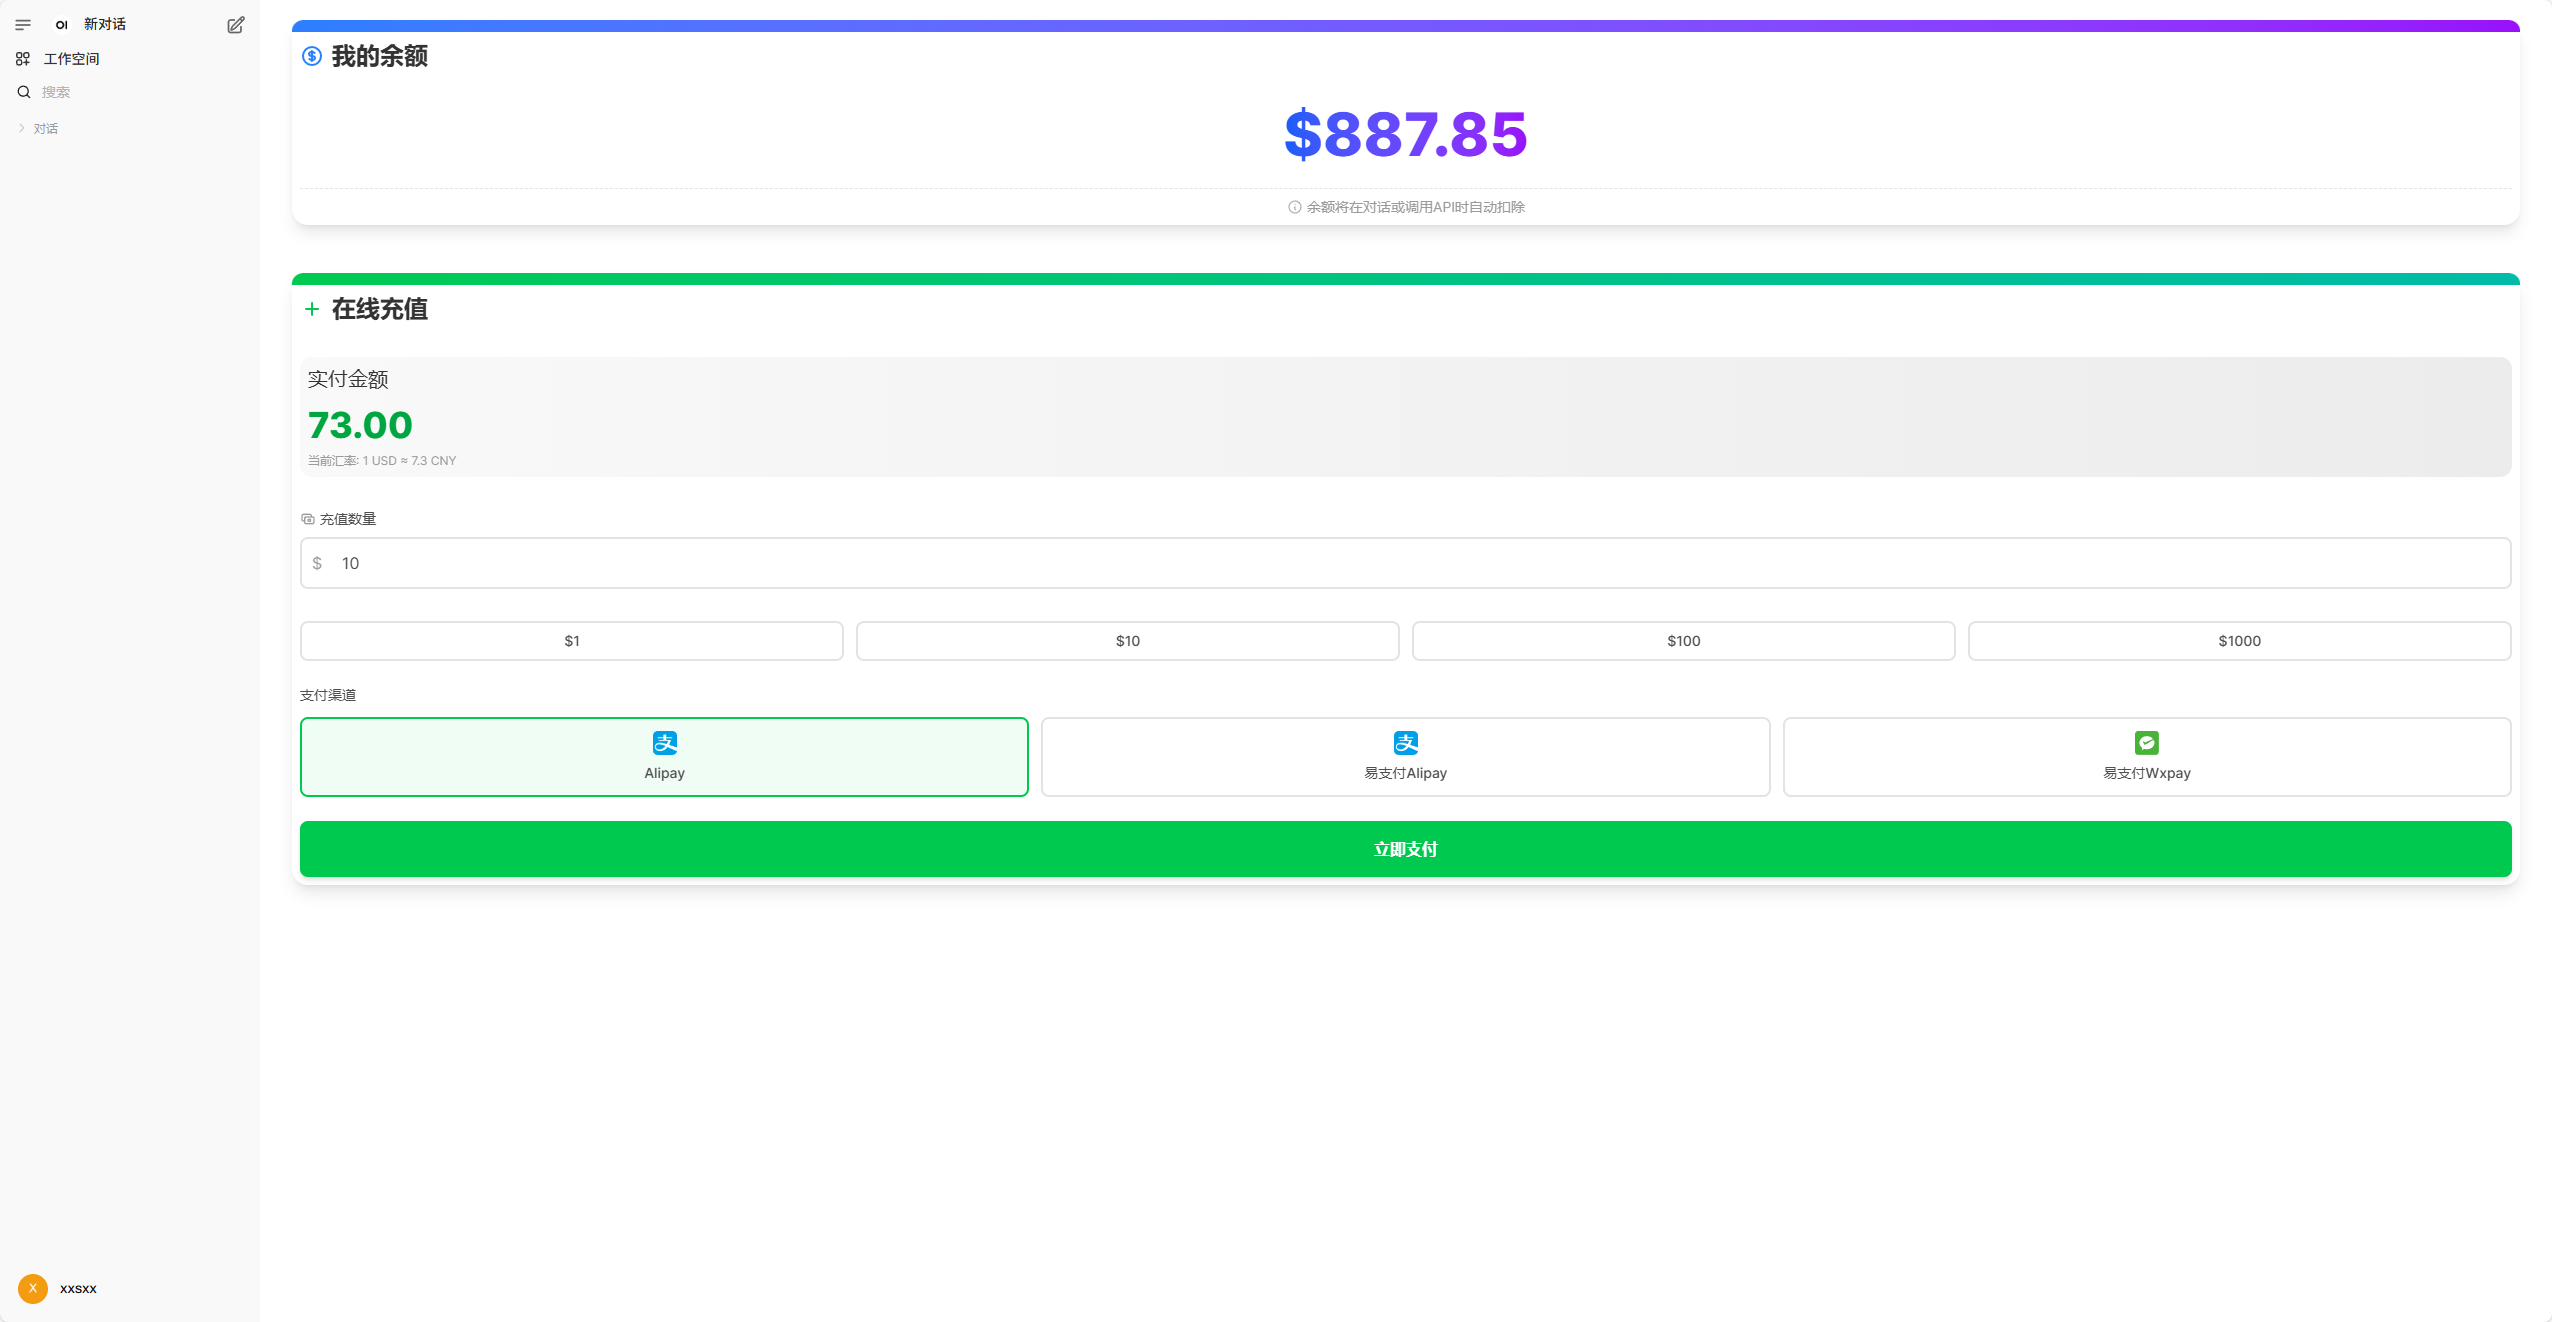 OI 新对话
工作空间
搜索
对话
我的余额
$887.85
余额将在对话或调用API时自动扣除
在线充值
实付金额
73.00
当前汇率: 1 USD ≈ 7.3 CNY
充值数量
$ 10
$1 $10 $100 $1000
支付渠道
支 支
Alipay 易支付Alipay 易支付Wxpay
立即支付
X xxsxx